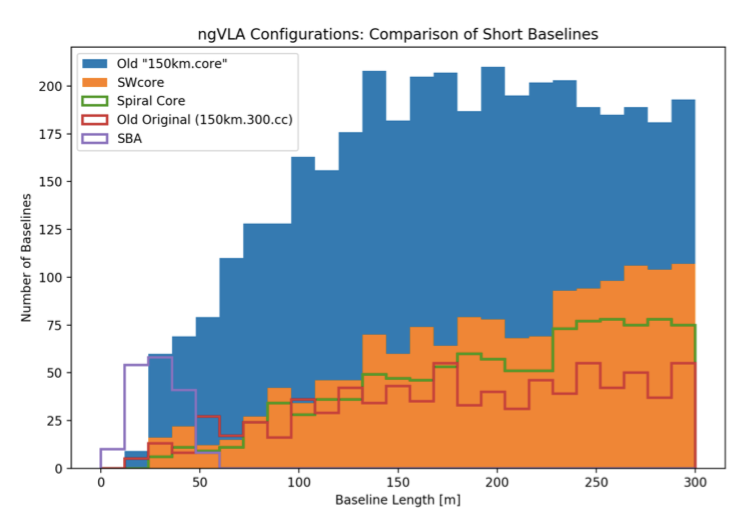 ngVLA Configurations: Comparison of Short Baselines
Old "150km.core"
SWcore
Spiral Core
Old Original (150km.300.cc)
SBA
200
175
150
125
100
75
50
25
0
Number of Baselines
0 50 100 150 200 250 300
Baseline Length [m]